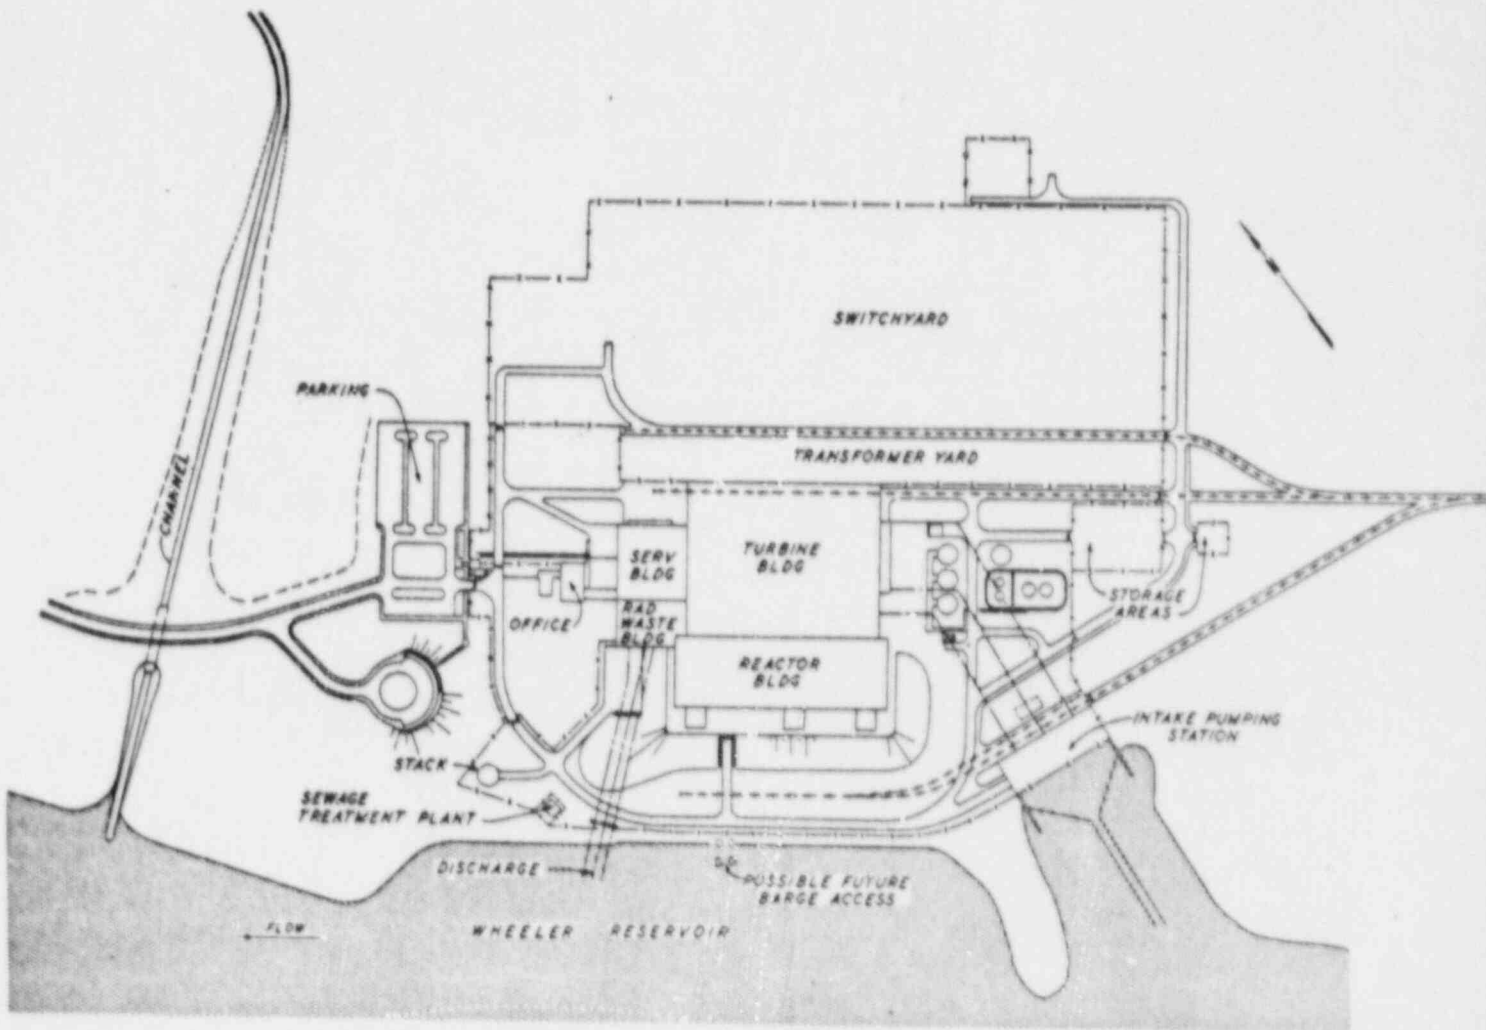 SWITCHYARD
PARKING
TRANSFORMER YARD
CHANNEL
SERV
BLDG
TURBINE
BLDG
STORAGE
AREAS
OFFICE
RAD
WASTE
BLDG
REACTOR
BLDG
INTAKE PUMPING
STATION
STACK
SEWAGE
TREATMENT PLANT
DISCHARGE
POSSIBLE FUTURE
BARGE ACCESS
FLOW
WHEELER RESERVOIR